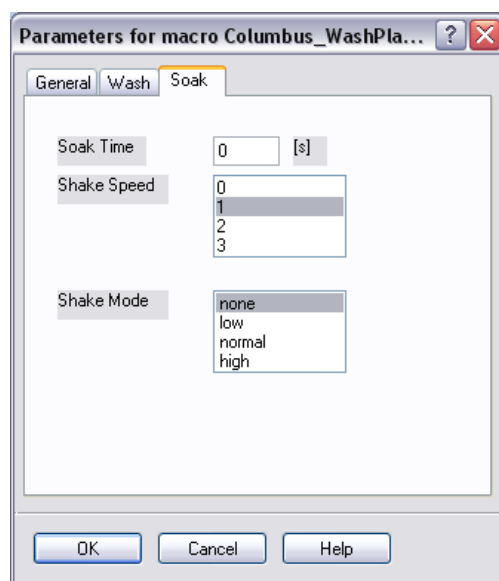 Parameters for macro Columbus_WashPla...
General Wash Soak
Soak Time 0 [s]
Shake Speed 0
1
2
3
Shake Mode none
low
normal
high
OK Cancel Help